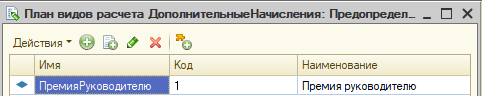 План видов расчета ДополнительныеНачисления: Предопредел...
Действия
Имя Код Наименование
ПремияРуководителю 1 Премия руководителю